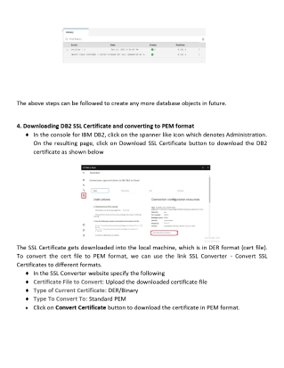 The above steps can be followed to create any more database objects in future.
4. Downloading DB2 SSL Certificate and converting to PEM format
♦ In the console for IBM DB2, click on the spanner like icon which denotes Administration.
On the resulting page, click on Download SSL Certificate button to download the DB2
certificate as shown below
The SSL Certificate gets downloaded into the local machine, which is in DER format (cert file).
To convert the cert file to PEM format, we can use the link SSL Converter - Convert SSL
Certificates to different formats.
♦ In the SSL Converter website specify the following
♦ Certificate File to Convert: Upload the downloaded certificate file
♦ Type of Current Certificate: DER/Binary
♦ Type To Convert To: Standard PEM
• Click on Convert Certificate button to download the certificate in PEM format.